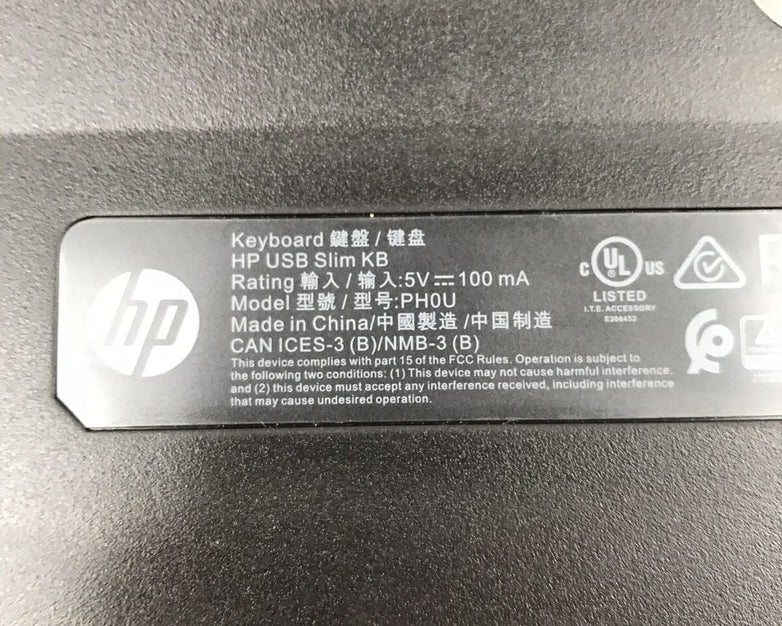 hp
Keyboard 鍵盤 / 键盘
HP USB Slim KB
Rating 輸入 / 输入:5V⎓100 mA
Model 型號 / 型号:PH0U
Made in China/中國製造 /中国制造
CAN ICES-3 (B)/NMB-3 (B)
This device complies with part 15 of the FCC Rules. Operation is subject to
the following two conditions: (1) This device may not cause harmful interference,
and (2) this device must accept any interference received, including interference
that may cause undesired operation.
C UL US
LISTED
I.T.E. ACCESSORY
E204453